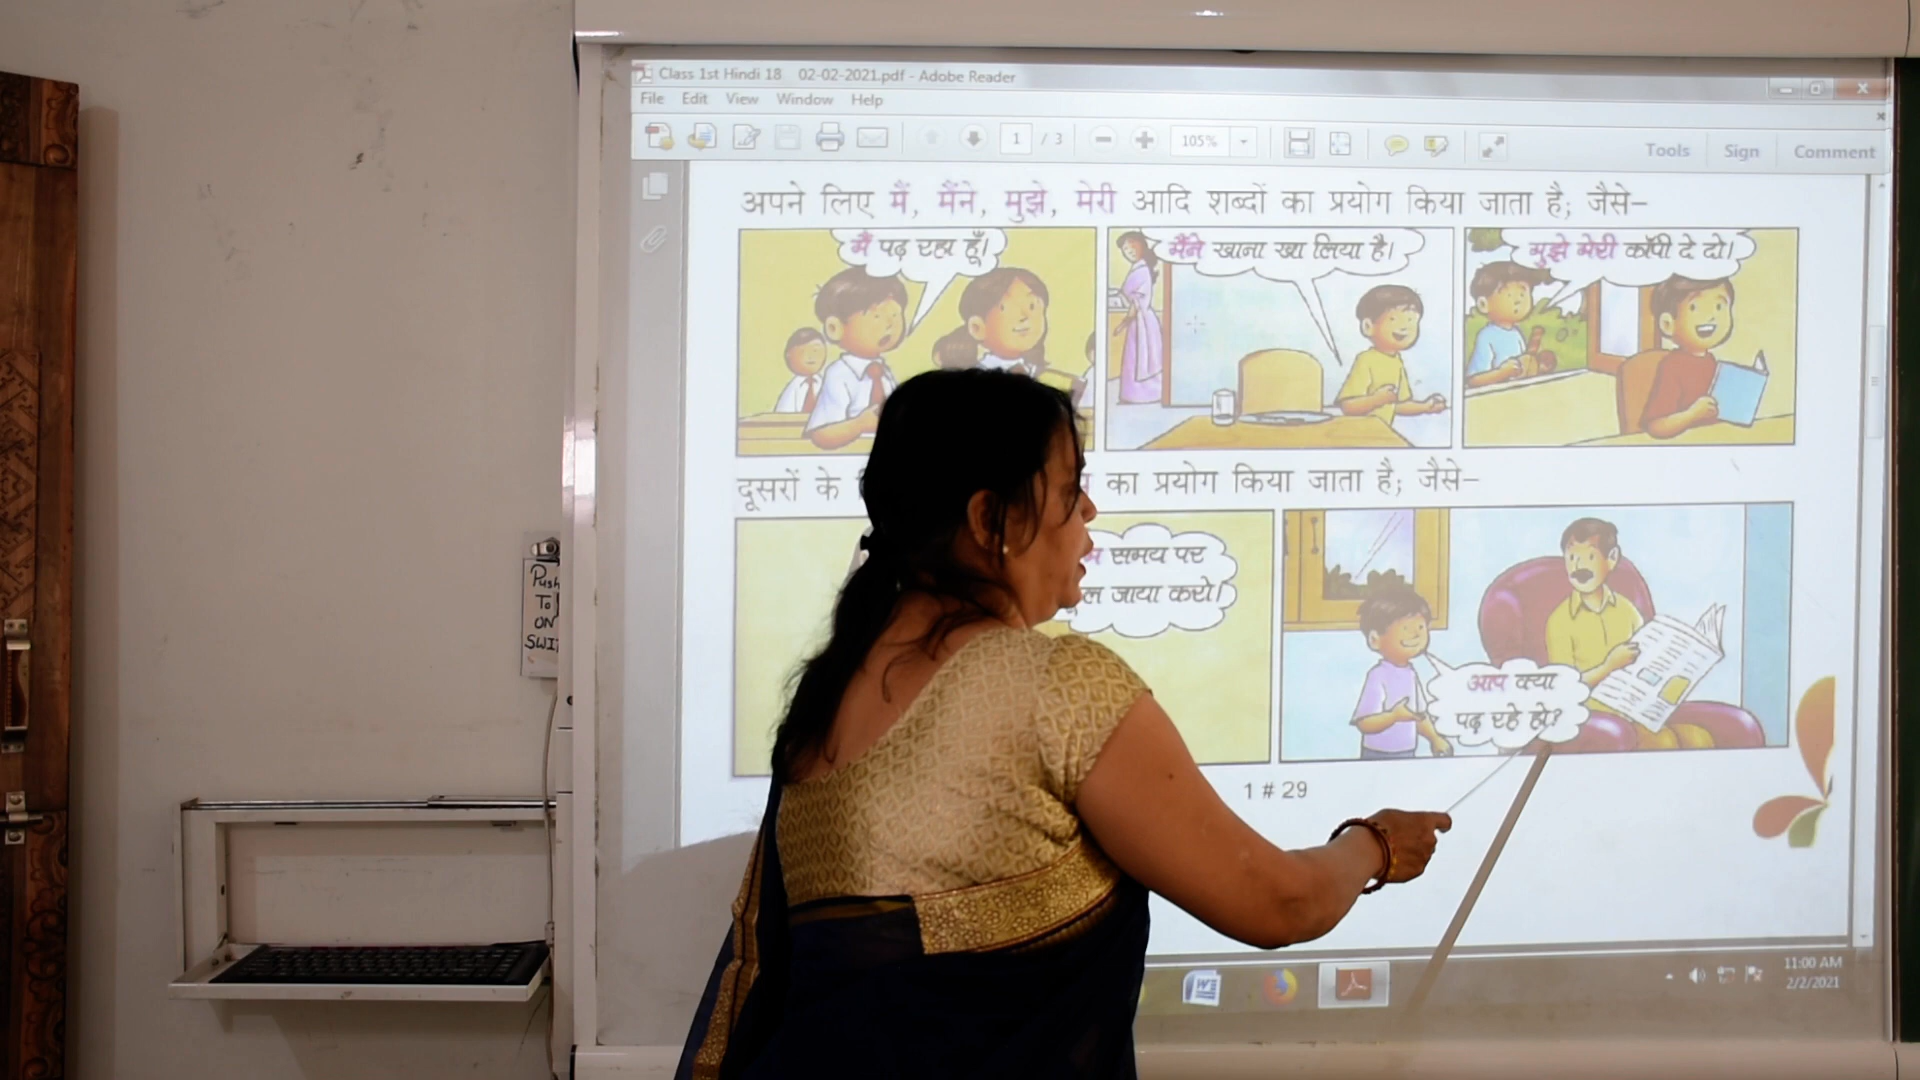 Class 1st Hindi 18 02-02-2021.pdf - Adobe Reader
File Edit View Window Help
1 / 3 105% Tools Sign Comment
अपने लिए मैं, मैंने, मुझे, मेरी आदि शब्दों का प्रयोग किया जाता है; जैसे–
मैं पढ़ रहा हूँ।
मैंने खाना खा लिया है।
मुझे मेरी कॉपी दे दो।
दूसरों के का प्रयोग किया जाता है; जैसे–
समय पर
जाया करो।
आप क्या
पढ़ रहे हो?
1 # 29
Push
To
ON
11:00 AM
2/2/2021